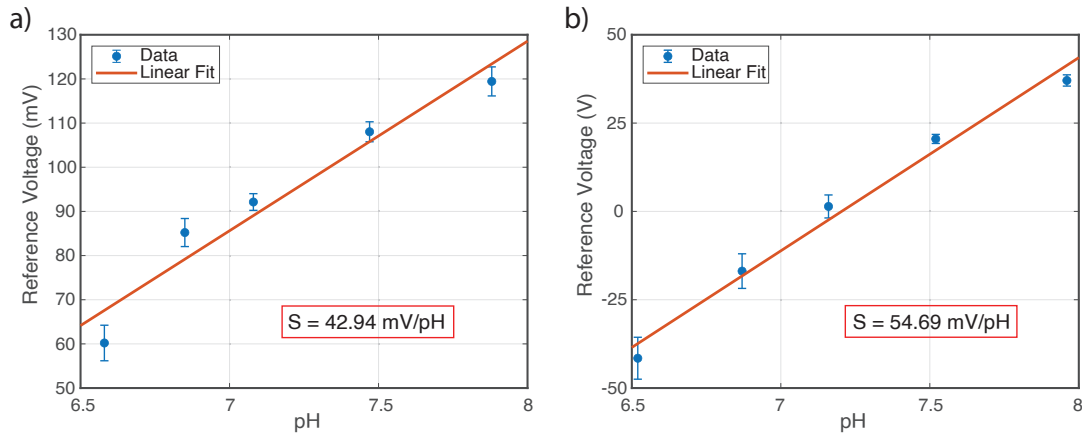 a)
130
120
110
100
90
80
70
60
50
Reference Voltage (mV)
Data
Linear Fit
S = 42.94 mV/pH
6.5
7
7.5
8
pH
b)
50
25
0
-25
-50
Reference Voltage (V)
Data
Linear Fit
S = 54.69 mV/pH
6.5
7
7.5
8
pH